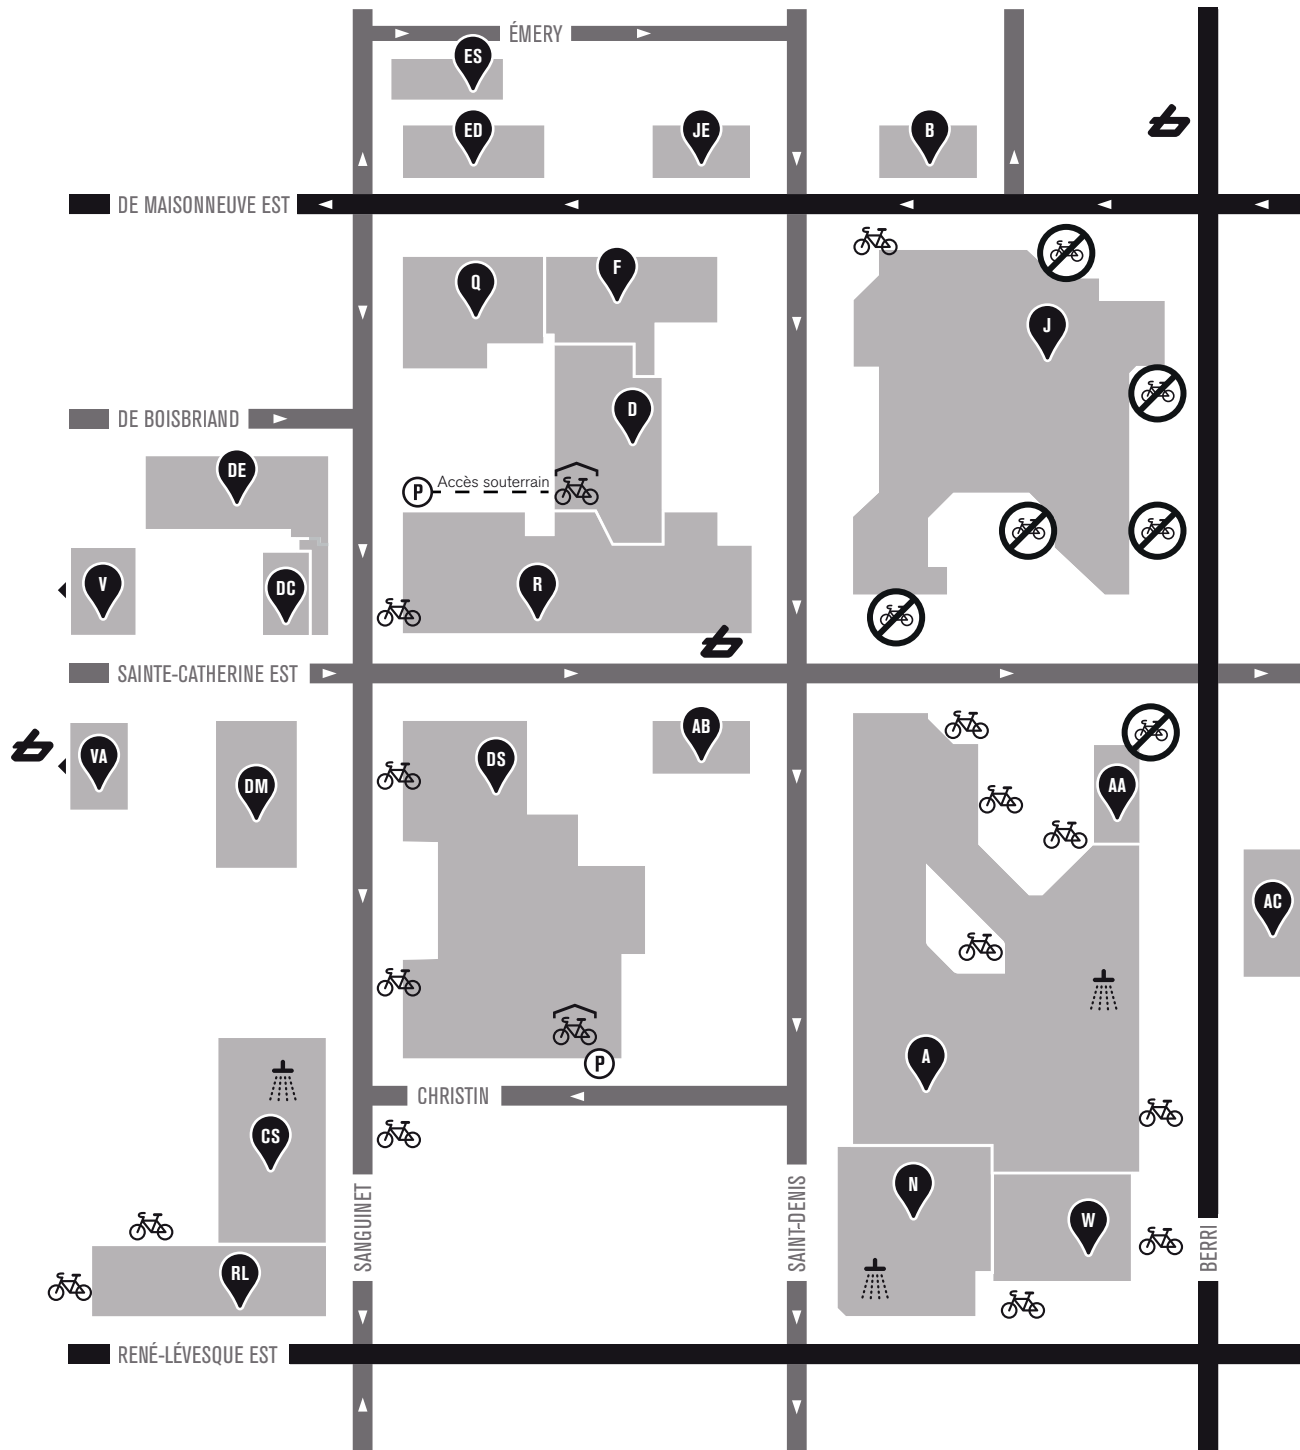 ÉMERY
ES
ED
JE
B
DE MAISONNEUVE EST
Q
F
J
DE BOISBRIAND
D
DE
P Accès souterrain
V
DC
R
SAINTE-CATHERINE EST
AB
VA
DS
DM
AA
AC
A
P
CHRISTIN
CS
N
W
SANGUINET
SAINT-DENIS
BERRI
RL
RENÉ-LÉVESQUE EST